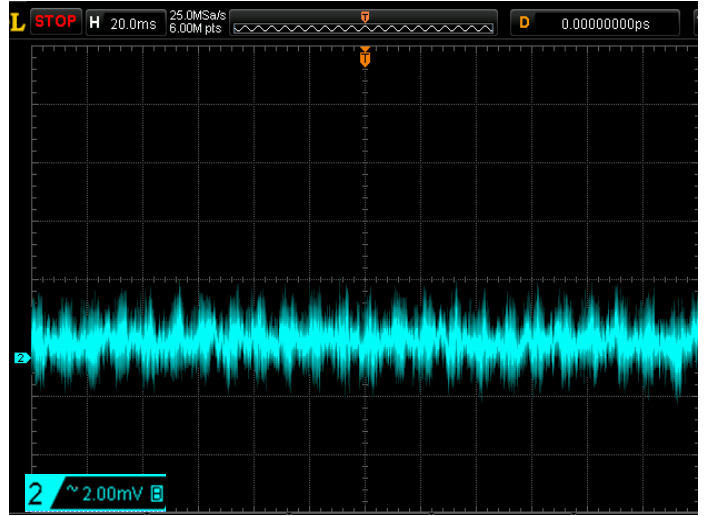 L STOP H 20.0ms 25.0MSa/s T D 0.00000000ps
6.00M pts
T
2
2 ~ 2.00mV B